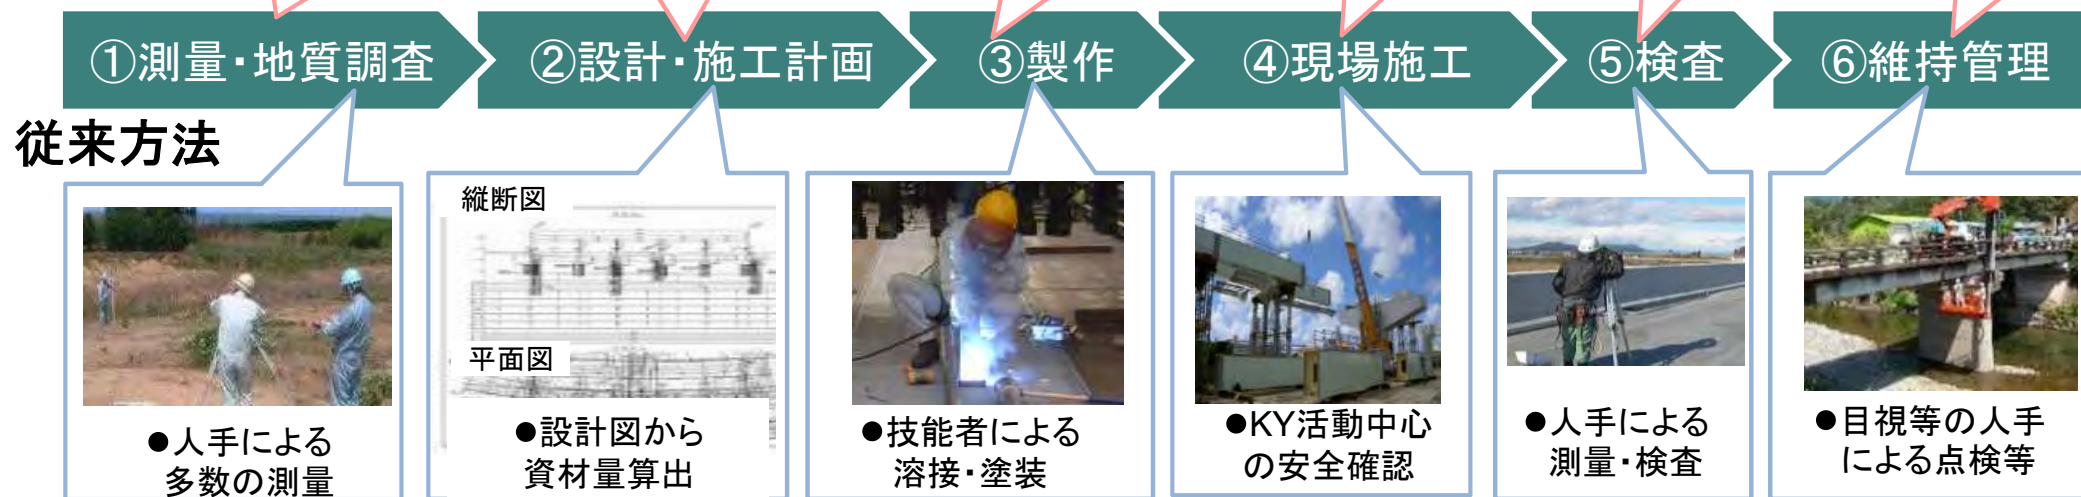 ①測量・地質調査
②設計・施工計画
③製作
④現場施工
⑤検査
⑥維持管理
従来方法
縦断図
平面図
●人手による
多数の測量
●設計図から
資材量算出
●技能者による
溶接・塗装
●KY活動中心
の安全確認
●人手による
測量・検査
●目視等の人手
による点検等